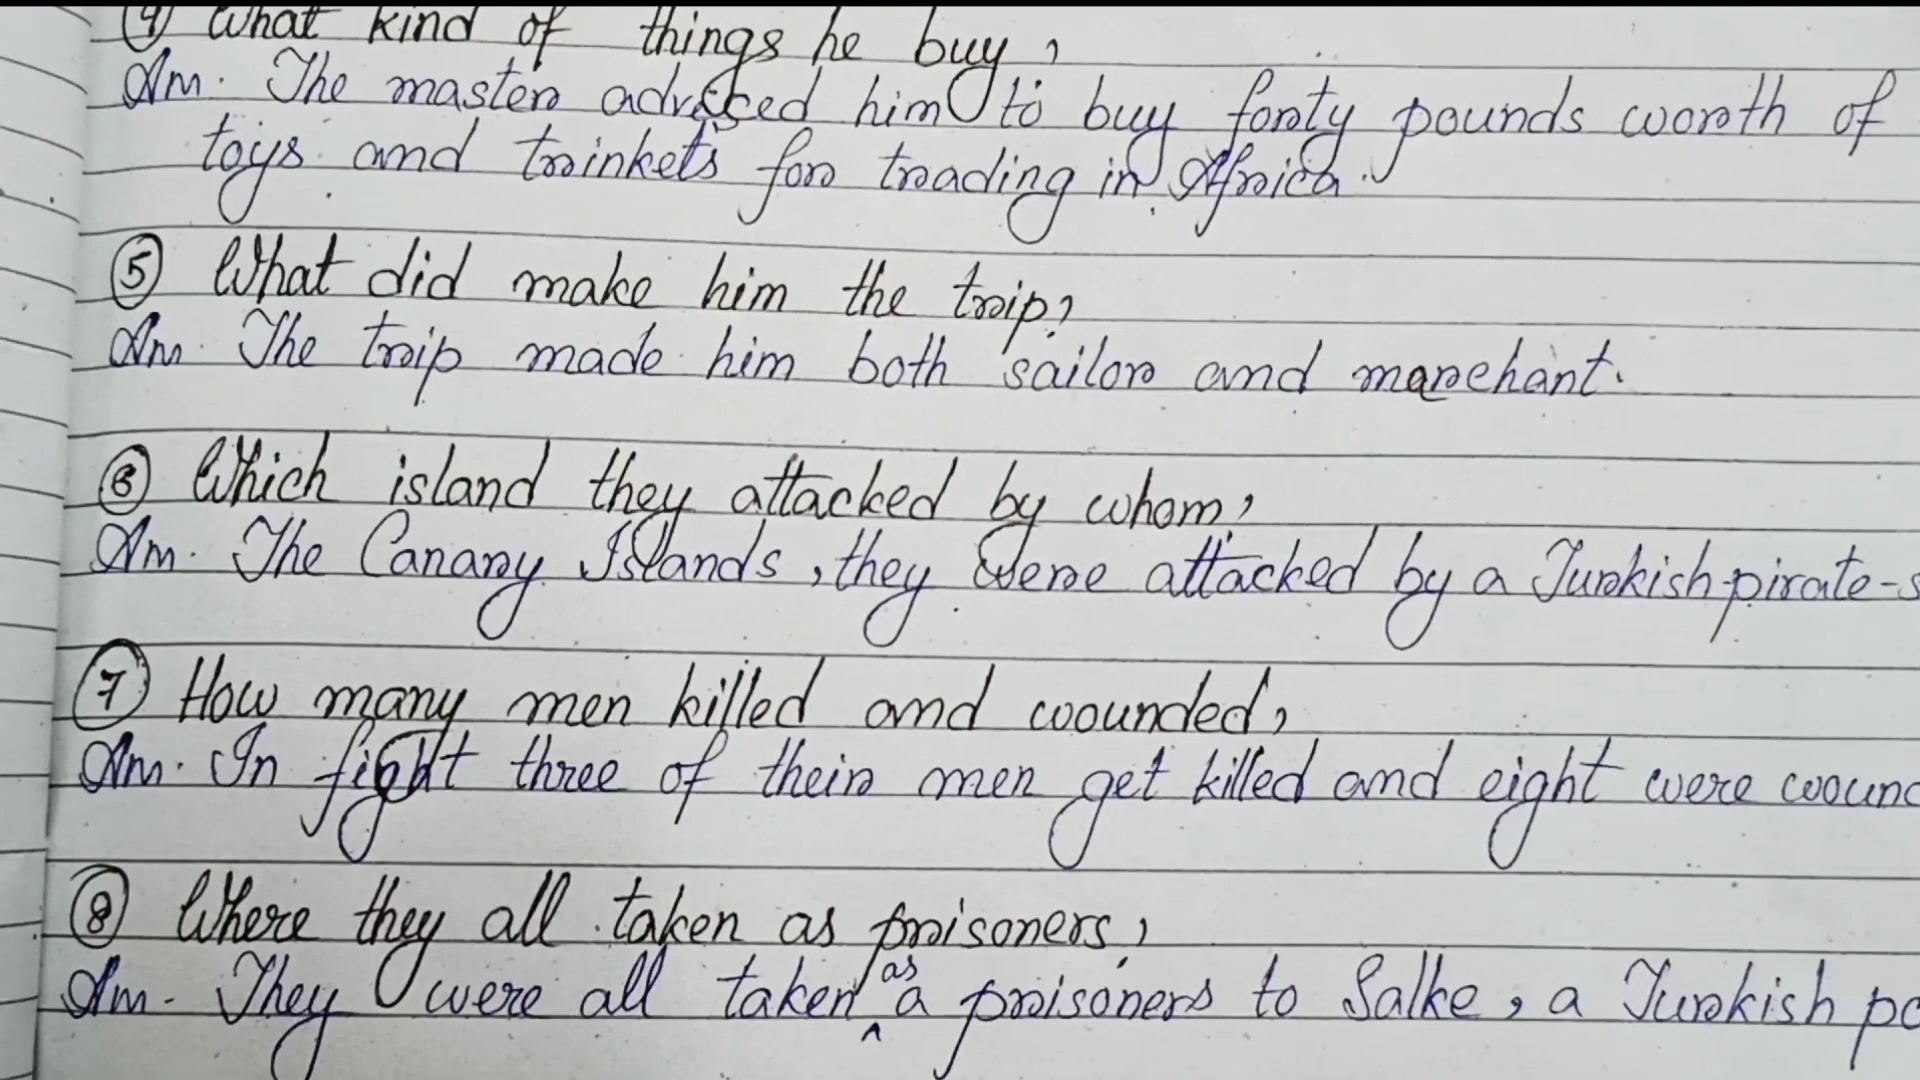 ④ What kind of things he buy?
Ans. The master adviced him to buy forty pounds worth of
toys and trinkets for trading in Africa.
⑤ What did make him the trip?
Ans. The trip made him both sailor and marchant.
⑥ Which island they attacked by whom?
Ans. The Canary Islands, they were attacked by a Turkish pirate-s
⑦ How many men killed and wounded?
Ans. In fight three of their men get killed and eight were wound
⑧ Where they all taken as prisoners?
Ans. They were all taken as a prisoners to Salke, a Turkish po